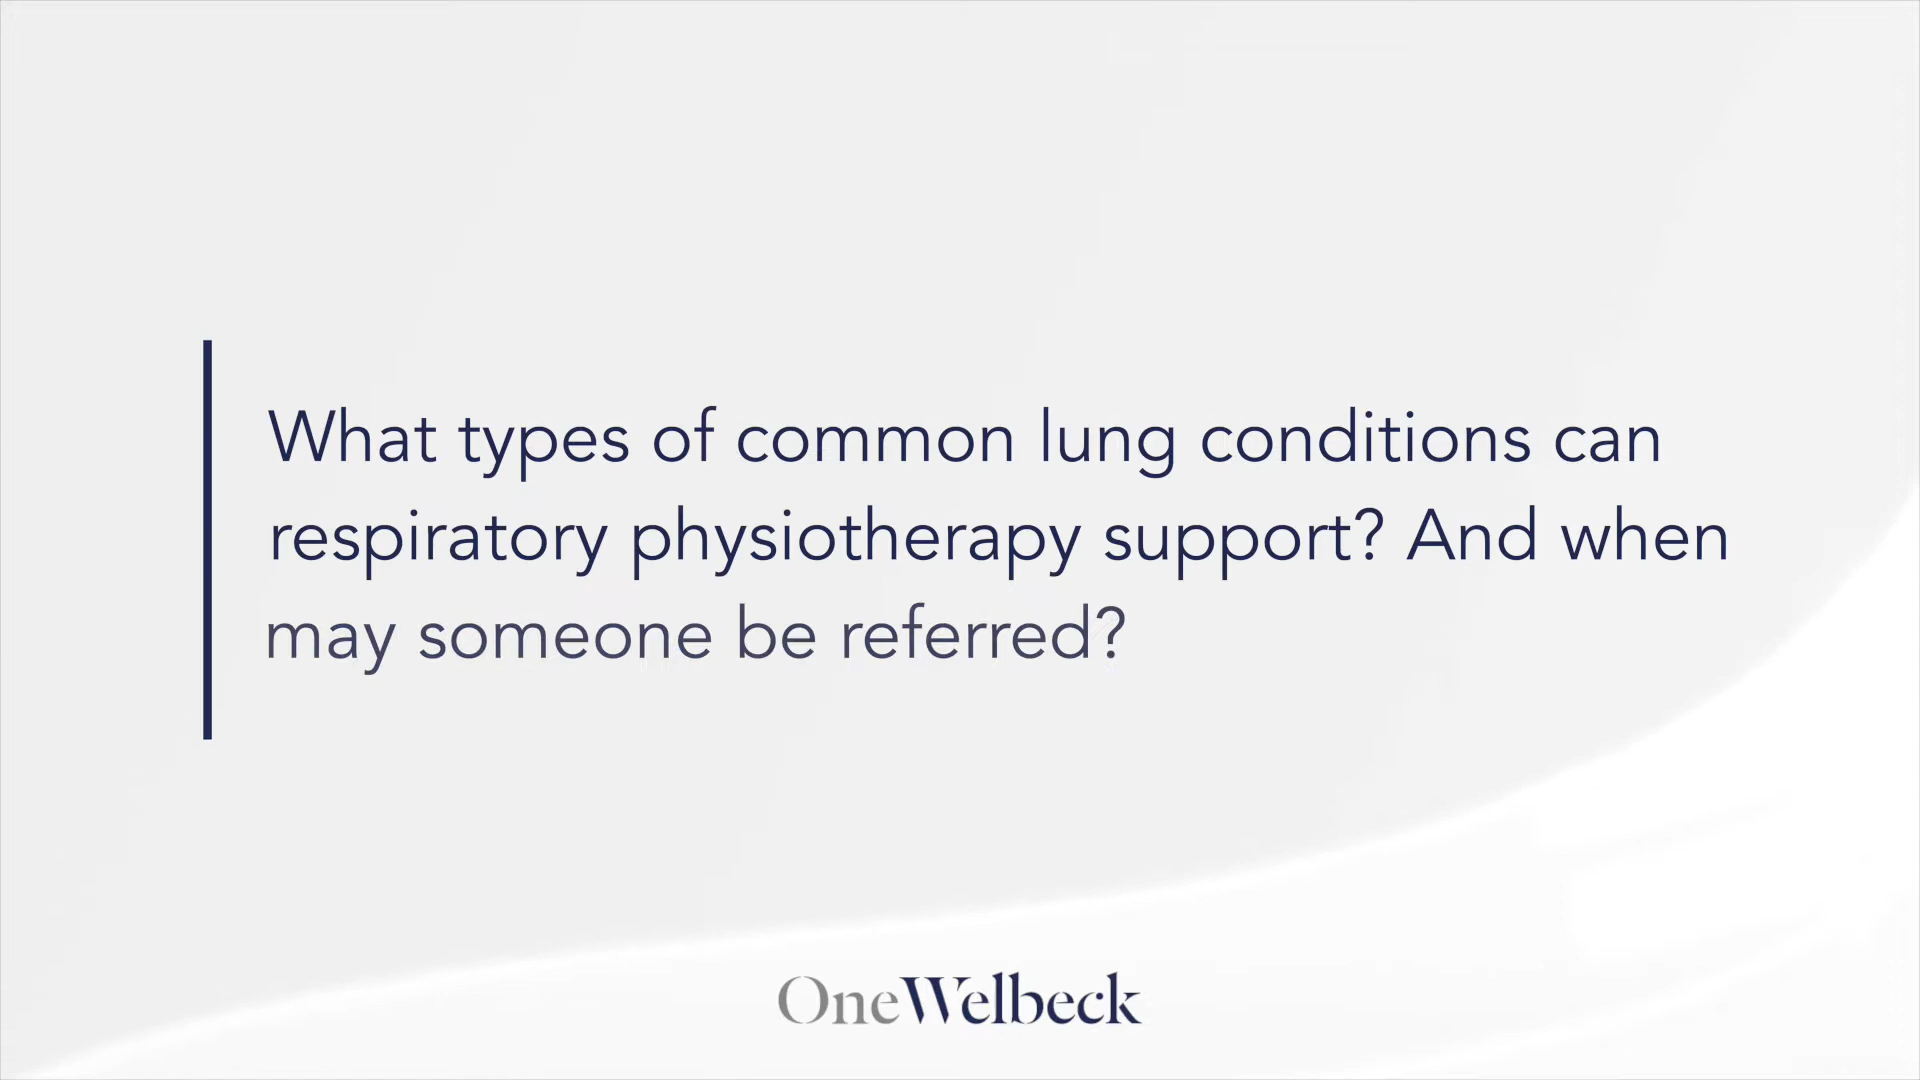 What types of common lung conditions can
respiratory physiotherapy support? And when
may someone be referred?
OneWelbeck